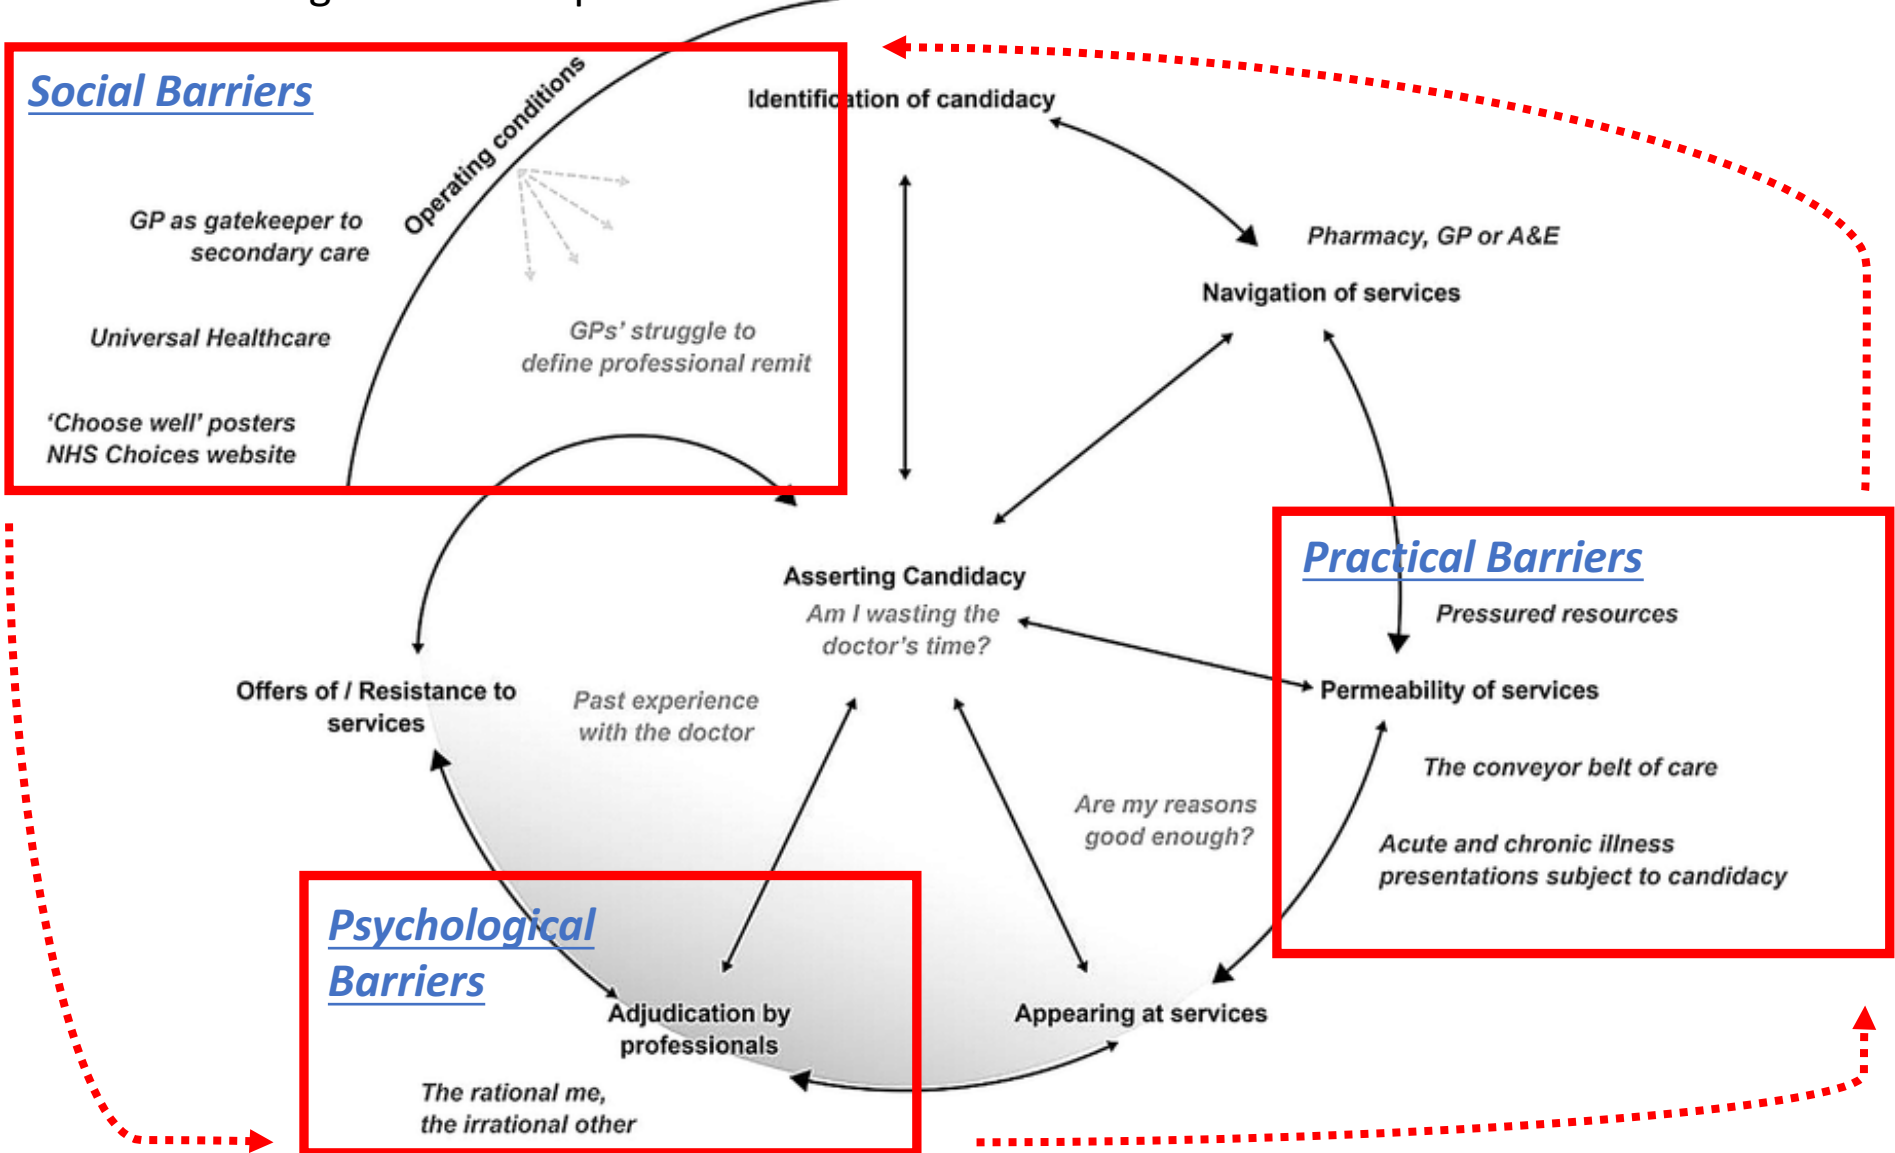 Social Barriers
Operating conditions
GP as gatekeeper to
secondary care
Universal Healthcare
‘Choose well’ posters
NHS Choices website
GPs’ struggle to
define professional remit
Identification of candidacy
Pharmacy, GP or A&E
Navigation of services
Practical Barriers
Pressured resources
Permeability of services
The conveyor belt of care
Acute and chronic illness
presentations subject to candidacy
Asserting Candidacy
Am I wasting the
doctor’s time?
Offers of / Resistance to
services
Past experience
with the doctor
Are my reasons
good enough?
Psychological
Barriers
Adjudication by
professionals
The rational me,
the irrational other
Appearing at services